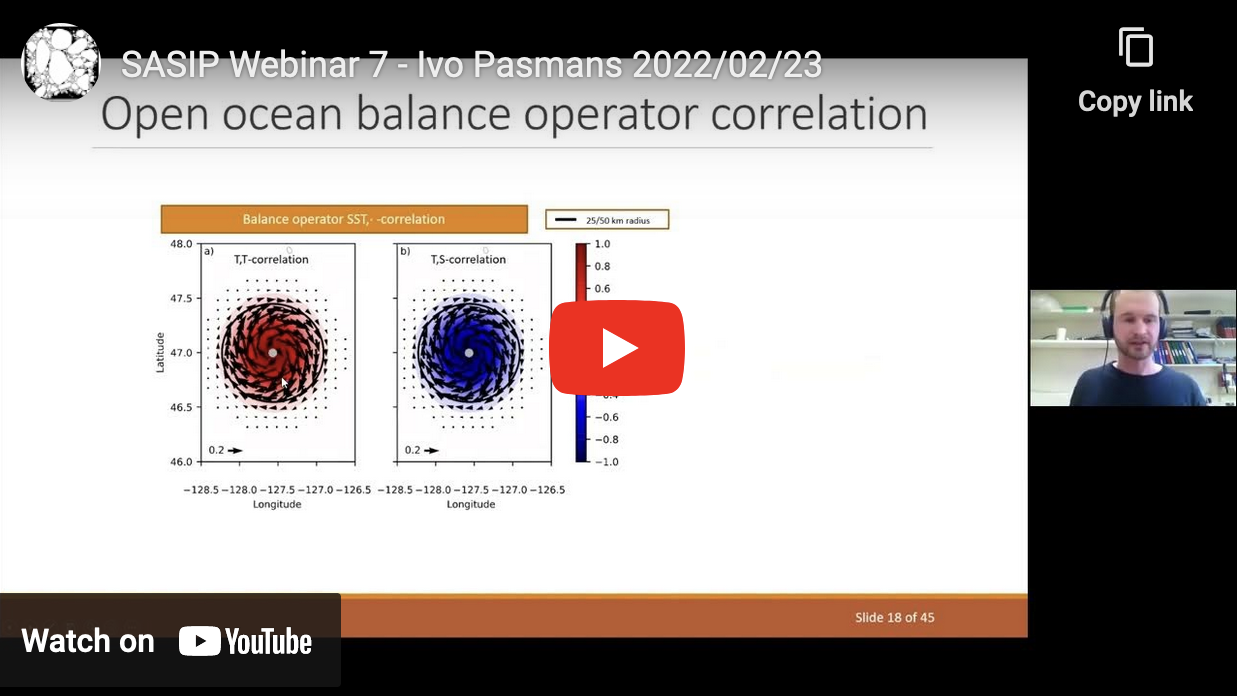 SASIP Webinar 7 - Ivo Pasmans 2022/02/23
Copy link
Open ocean balance operator correlation
Balance operator SST,· -correlation
25/50 km radius
a)
T,T-correlation
b)
T,S-correlation
48.0
47.5
47.0
46.5
46.0
Latitude
0.2
0.2
1.0
0.8
0.6
−0.4
−0.6
−0.8
−1.0
−128.5 −128.0 −127.5 −127.0 −126.5
−128.5 −128.0 −127.5 −127.0 −126.5
Longitude
Longitude
Slide 18 of 45
Watch on YouTube